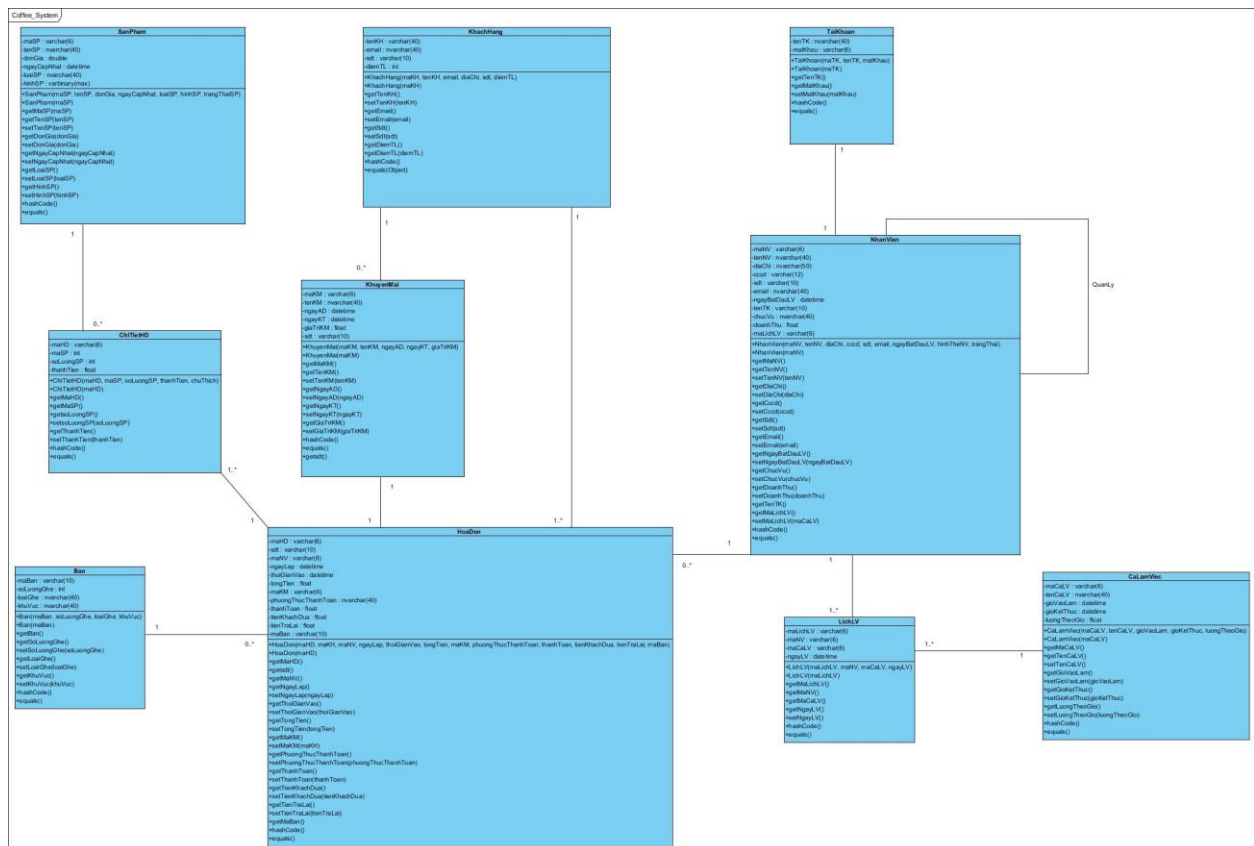 Coffee_System
SanPham
-maSP : varchar(6)
-tenSP : nvarchar(40)
-donGia : double
-ngayCapNhat : datetime
-loaiSP : nvarchar(40)
-hinhSP : varbinary(max)
+SanPham(maSP, tenSP, donGia, ngayCapNhat, loaiSP, hinhSP, trangThaiSP)
+SanPham(maSP)
+getMaSP(maSP)
+getTenSP(tenSP)
+setTenSP(tenSP)
+getDonGia(donGia)
+setDonGia(donGia)
+getNgayCapNhat(ngayCapNhat)
+setNgayCapNhat(ngayCapNhat)
+getLoaiSP()
+setLoaiSP(loaiSP)
+getHinhSP()
+setHinhSP(hinhSP)
+hashCode()
+equals()
1
0..*
KhachHang
-tenKH : varchar(40)
-email : nvarchar(40)
-sdt : varchar(10)
-diemTL : int
+KhachHang(maKH, tenKH, email, diaChi, sdt, diemTL)
+KhachHang(maKH)
+getTenKH()
+setTenKH(tenKH)
+getEmail()
+setEmail(email)
+getSdt()
+setSdt(sdt)
+getDiemTL()
+getDiemTL(diemTL)
+hashCode()
+equals(Object)
1
1
0..*
1..*
TaiKhoan
-tenTK : nvarchar(40)
-matKhau : varchar(6)
+TaiKhoan(maTK, tenTK, matKhau)
+TaiKhoan(maTK)
+getTenTK()
+getMatKhau()
+setMatKhau(matKhau)
+hashCode()
+equals()
1
1
NhanVien
-maNV : varchar(6)
-tenNV : nvarchar(40)
-diaChi : nvarchar(50)
-cccd : varchar(12)
-sdt : varchar(10)
-email : nvarchar(40)
-ngayBatDauLV : datetime
-tenTK : varchar(10)
-chucVu : nvarchar(40)
-doanhThu : float
-maLichLV : varchar(6)
+NhanVien(maNV, tenNV, diaChi, cccd, sdt, email, ngayBatDauLV, hinhTheNV, trangThai)
+NhanVien(maNV)
+getMaNV()
+getTenNV()
+setTenNV(tenNV)
+getDiaChi()
+setDiaChi(diaChi)
+getCccd()
+setCccd(cccd)
+getSdt()
+setSdt(sdt)
+getEmail()
+setEmail(email)
+getNgayBatDauLV()
+setNgayBatDauLV(ngayBatDauLV)
+getChucVu()
+setChucVu(chucVu)
+getDoanhThu()
+setDoanhThu(doanhThu)
+getTenTK()
+getMaLichLV()
+setMaLichLV(maCaLV)
+hashCode()
+equals()
QuanLy
KhuyenMai
-maKM : varchar(6)
-tenKM : nvarchar(40)
-ngayAD : datetime
-ngayKT : datetime
-giaTriKM : float
-sdt : varchar(10)
+KhuyenMai(maKM, tenKM, ngayAD, ngayKT, giaTriKM)
+KhuyenMai(maKM)
+getMaKM()
+getTenKM()
+setTenKM(tenKM)
+getNgayAD()
+setNgayAD(ngayAD)
+getNgayKT()
+setNgayKT(ngayKT)
+getGiaTriKM()
+setGiaTriKM(giaTriKM)
+hashCode()
+equals()
+getsdt()
1
1
ChiTietHD
-maHD : varchar(6)
-maSP : int
-soLuongSP : int
-thanhTien : float
+ChiTietHD(maHD, maSP, soLuongSP, thanhTien, chuThich)
+ChiTietHD(maHD)
+getMaHD()
+getMaSP()
+getsoLuongSP()
+setsoLuongSP(soLuongSP)
+getThanhTien()
+setThanhTien(thanhTien)
+hashCode()
+equals()
1..*
1
HoaDon
-maHD : varchar(6)
-sdt : varchar(10)
-maNV : varchar(6)
-ngayLap : datetime
-thoiGianVao : datetime
-tongTien : float
-maKM : varchar(6)
-phuongThucThanhToan : nvarchar(40)
-thanhToan : float
-tienKhachDua : float
-tienTraLai : float
-maBan : varchar(10)
+HoaDon(maHD, maKH, maNV, ngayLap, thoiGianVao, tongTien, maKM, phuongThucThanhToan, thanhToan, tienKhachDua, tienTraLai, maBan)
+HoaDon(maHD)
+getMaHD()
+getsdt()
+getMaNV()
+getNgayLap()
+setNgayLap(ngayLap)
+getThoiGianVao()
+setThoiGianVao(thoiGianVao)
+getTongTien()
+setTongTien(tongTien)
+getMaKM()
+setMaKM(maKH)
+getPhuongThucThanhToan()
+setPhuongThucThanhToan(phuongThucThanhToan)
+getThanhToan()
+setThanhToan(thanhToan)
+getTienKhachDua()
+setTienKhachDua(tienKhachDua)
+getTienTraLai()
+setTienTraLai(tienTraLai)
+getMaBan()
+hashCode()
+equals()
1
0..*
Ban
-maBan : varchar(10)
-soLuongGhe : int
-loaiGhe : nvarchar(40)
-khuVuc : nvarchar(40)
+Ban(maBan, soLuongGhe, loaiGhe, khuVuc)
+Ban(maBan)
+getBan()
+getSoLuongGhe()
+setSoLuongGhe(soLuongGhe)
+getLoaiGhe()
+setLoaiGhe(loaiGhe)
+getKhuVuc()
+setKhuVuc(khuVuc)
+hashCode()
+equals()
1
0..*
1
1..*
LichLV
-maLichLV : varchar(6)
-maNV : varchar(6)
-maCaLV : varchar(6)
-ngayLV : datetime
+LichLV(maLichLV, maNV, maCaLV, ngayLV)
+LichLV(maLichLV)
+getMaLichLV()
+getMaNV()
+getMaCaLV()
+getNgayLV()
+setNgayLV()
+hashCode()
+equals()
1..*
1
CaLamViec
-maCaLV : varchar(6)
-tenCaLV : nvarchar(40)
-gioVaoLam : datetime
-gioKetThuc : datetime
-luongTheoGio : float
+CaLamViec(maCaLV, tenCaLV, gioVaoLam, gioKetThuc, luongTheoGio)
+CaLamViec(maCaLV)
+getMaCaLV()
+getTenCaLV()
+setTenCaLV()
+getGioVaoLam()
+setGioVaoLam(gioVaoLam)
+getGioKetThuc()
+setGioKetThuc(gioKetThuc)
+getLuongTheoGio()
+setLuongTheoGio(luongTheoGio)
+hashCode()
+equals()